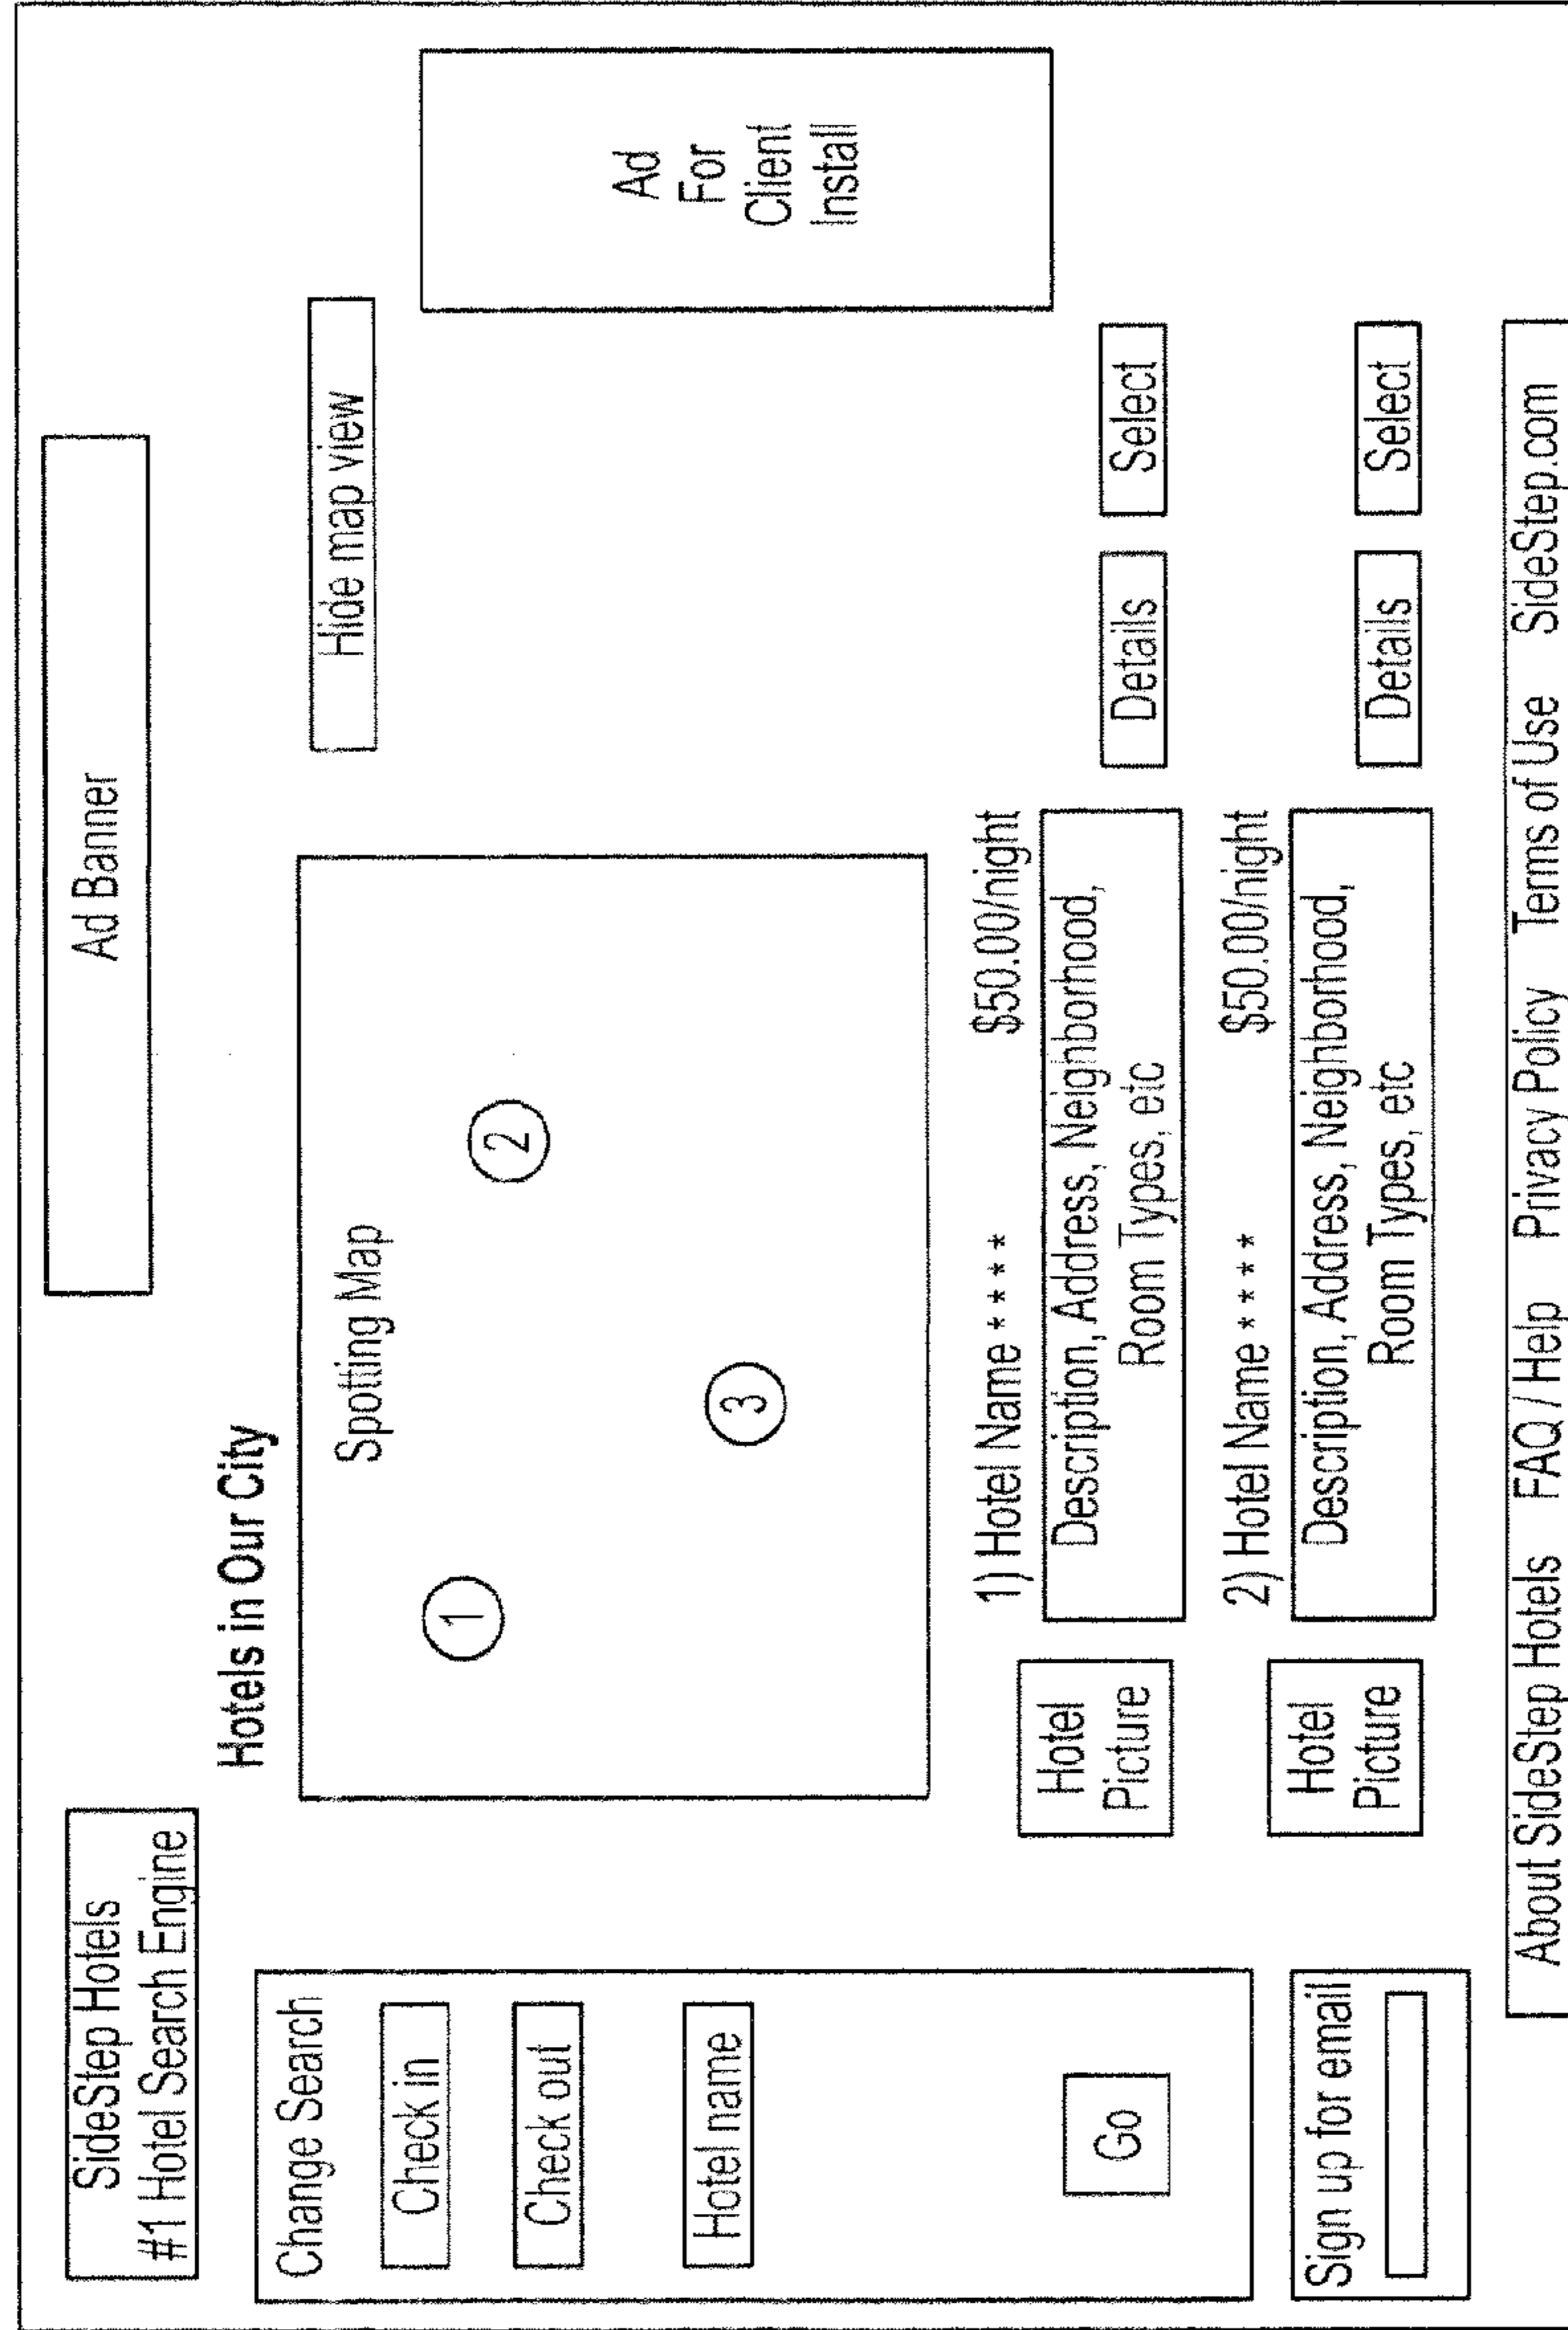 SideStep Hotels
#1 Hotel Search Engine
Ad Banner
Hotels in Our City
Change Search
Check in
Check out
Hotel name
Go
Sign up for email
Spotting Map
1
2
3
Hide map view
Ad
For
Client
Install
Hotel
Picture
1) Hotel Name * * * * $50.00/night
Description, Address, Neighborhood,
Room Types, etc
Details
Select
Hotel
Picture
2) Hotel Name * * * * $50.00/night
Description, Address, Neighborhood,
Room Types, etc
Details
Select
About SideStep Hotels FAQ / Help Privacy Policy Terms of Use SideStep.com